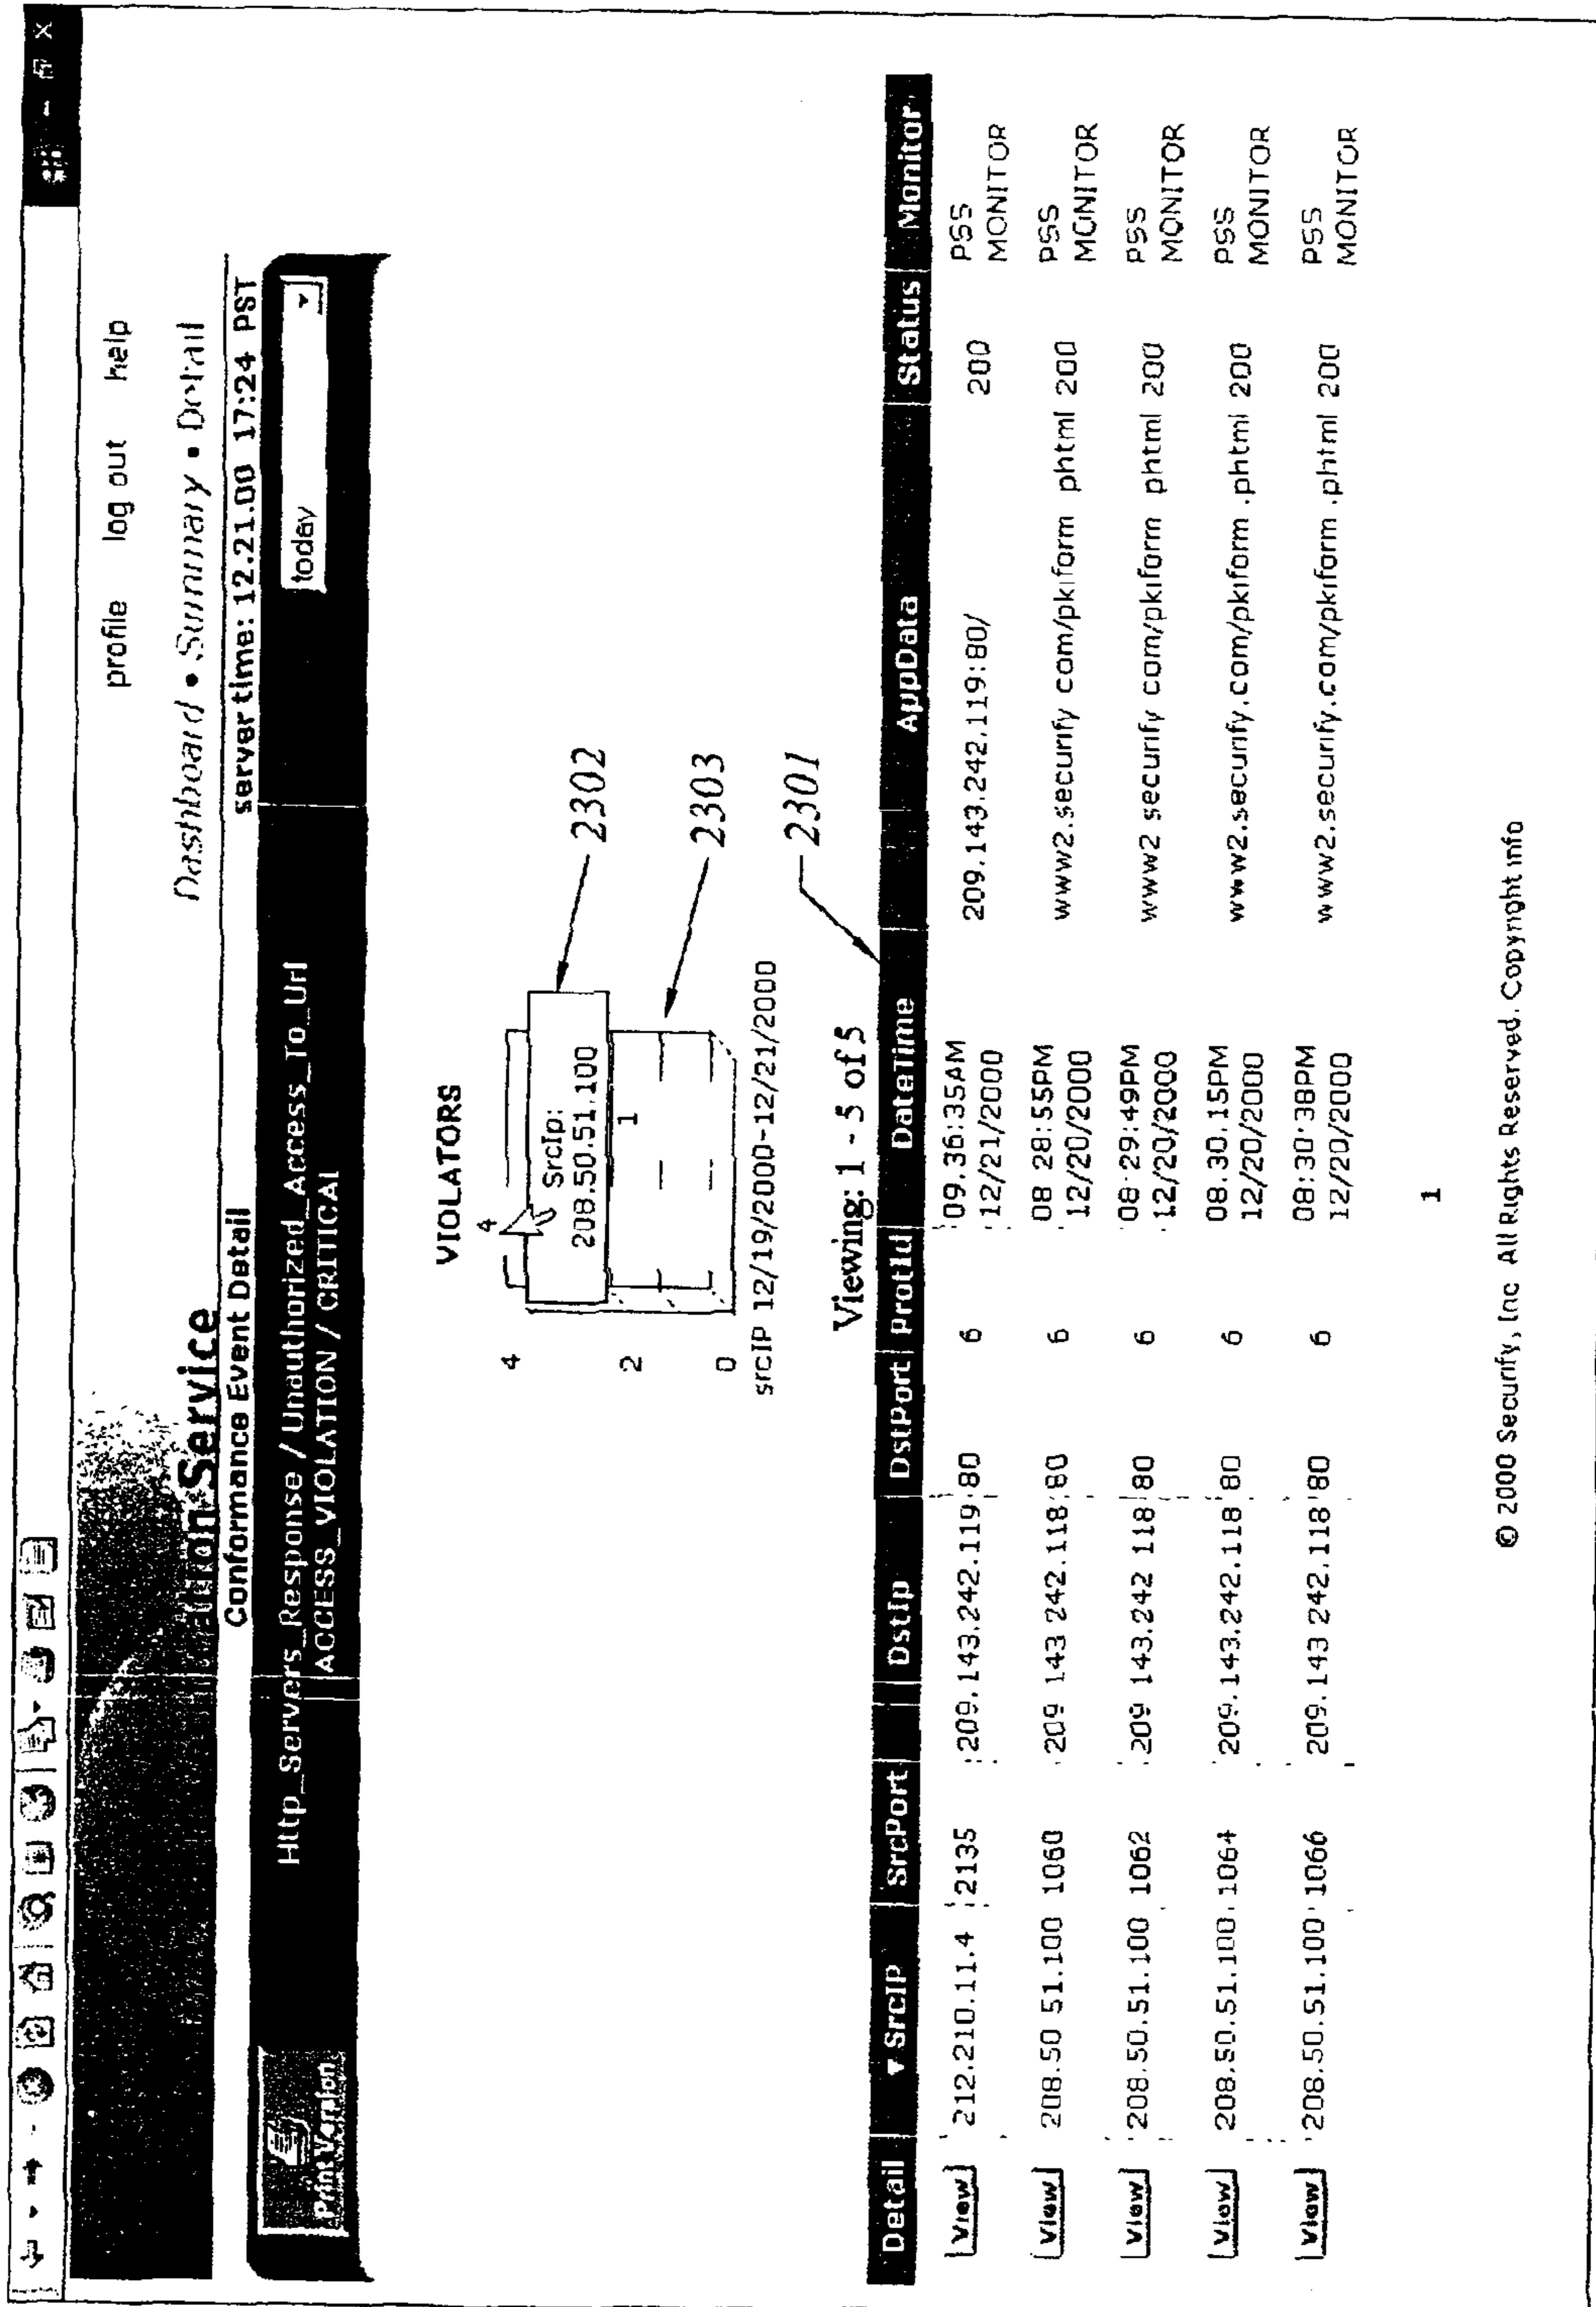 profile log out help
Dashboard • Summary • Detail
Service
Conformance Event Detail
server time: 12.21.00 17:24 PST
Print Version
Http_Servers_Response / Unauthorized_Access_To_Url
ACCESS_VIOLATION / CRITICAL
today
VIOLATORS
4
4
SrcIp:
208.50.51.100
2302
2
1
2303
0
srcIP 12/19/2000-12/21/2000
Viewing: 1 - 5 of 5
2301
Detail ▾ SrcIP SrcPort DstIp DstPort ProtId DateTime AppData Status Monitor
View 212.210.11.4 2135 209.143.242.119 80 6 09.36:35AM 209.143.242.119:80/ 200 PSS
12/21/2000 MONITOR
View 208.50 51.100 1060 209 143 242.118 80 6 08 28:55PM www2.securify com/pkiform phtml 200 PSS
12/20/2000 MONITOR
View 208.50.51.100 1062 209 143.242 118 80 6 08:29:49PM www2 securify com/pkiform phtml 200 PSS
12/20/2000 MONITOR
View 208.50.51.100 1064 209.143.242.118 80 6 08.30.15PM www2.securify.com/pkiform .phtml 200 PSS
12/20/2000 MONITOR
View 208.50.51.100 1066 209.143 242.118 80 6 08:30:38PM www2.securify.com/pkiform .phtml 200 PSS
12/20/2000 MONITOR
1
© 2000 Securify, Inc All Rights Reserved. Copyright info